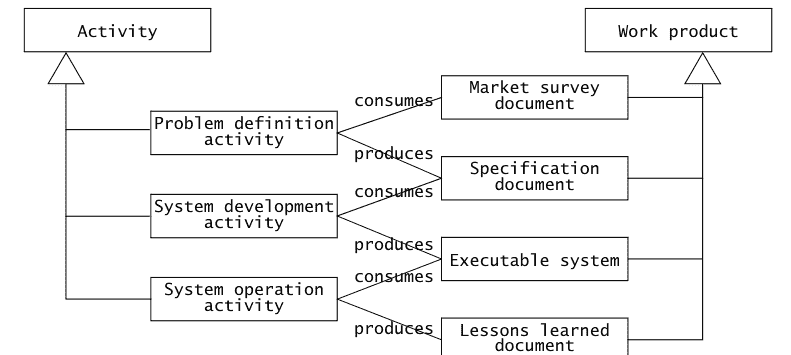 Activity
Work product
Market survey
document
consumes
Problem definition
activity
produces
Specification
document
consumes
System development
activity
produces
Executable system
consumes
System operation
activity
produces
Lessons learned
document